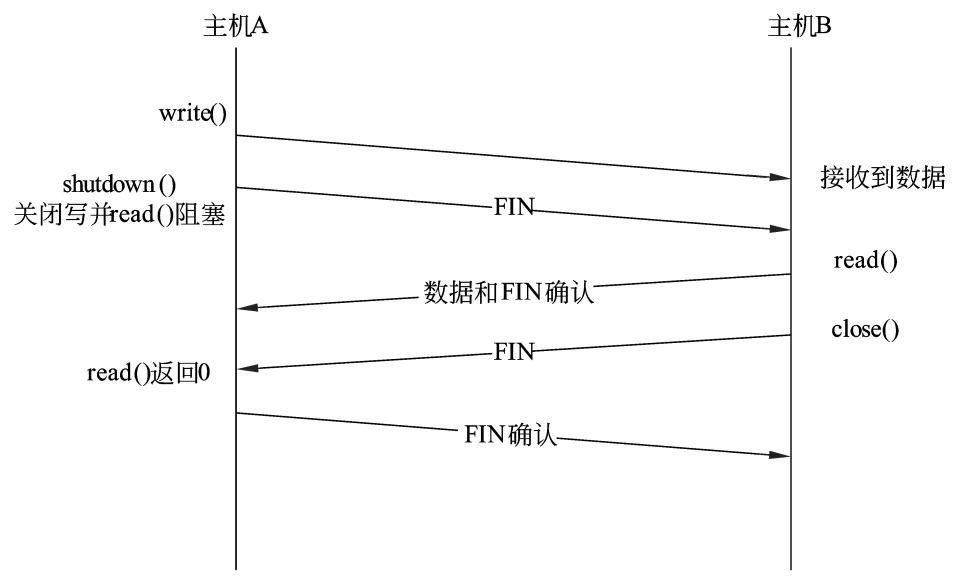 主机A
主机B
write()
接收到数据
shutdown()
关闭写并read()阻塞
FIN
read()
数据和FIN确认
close()
FIN
read()返回0
FIN确认